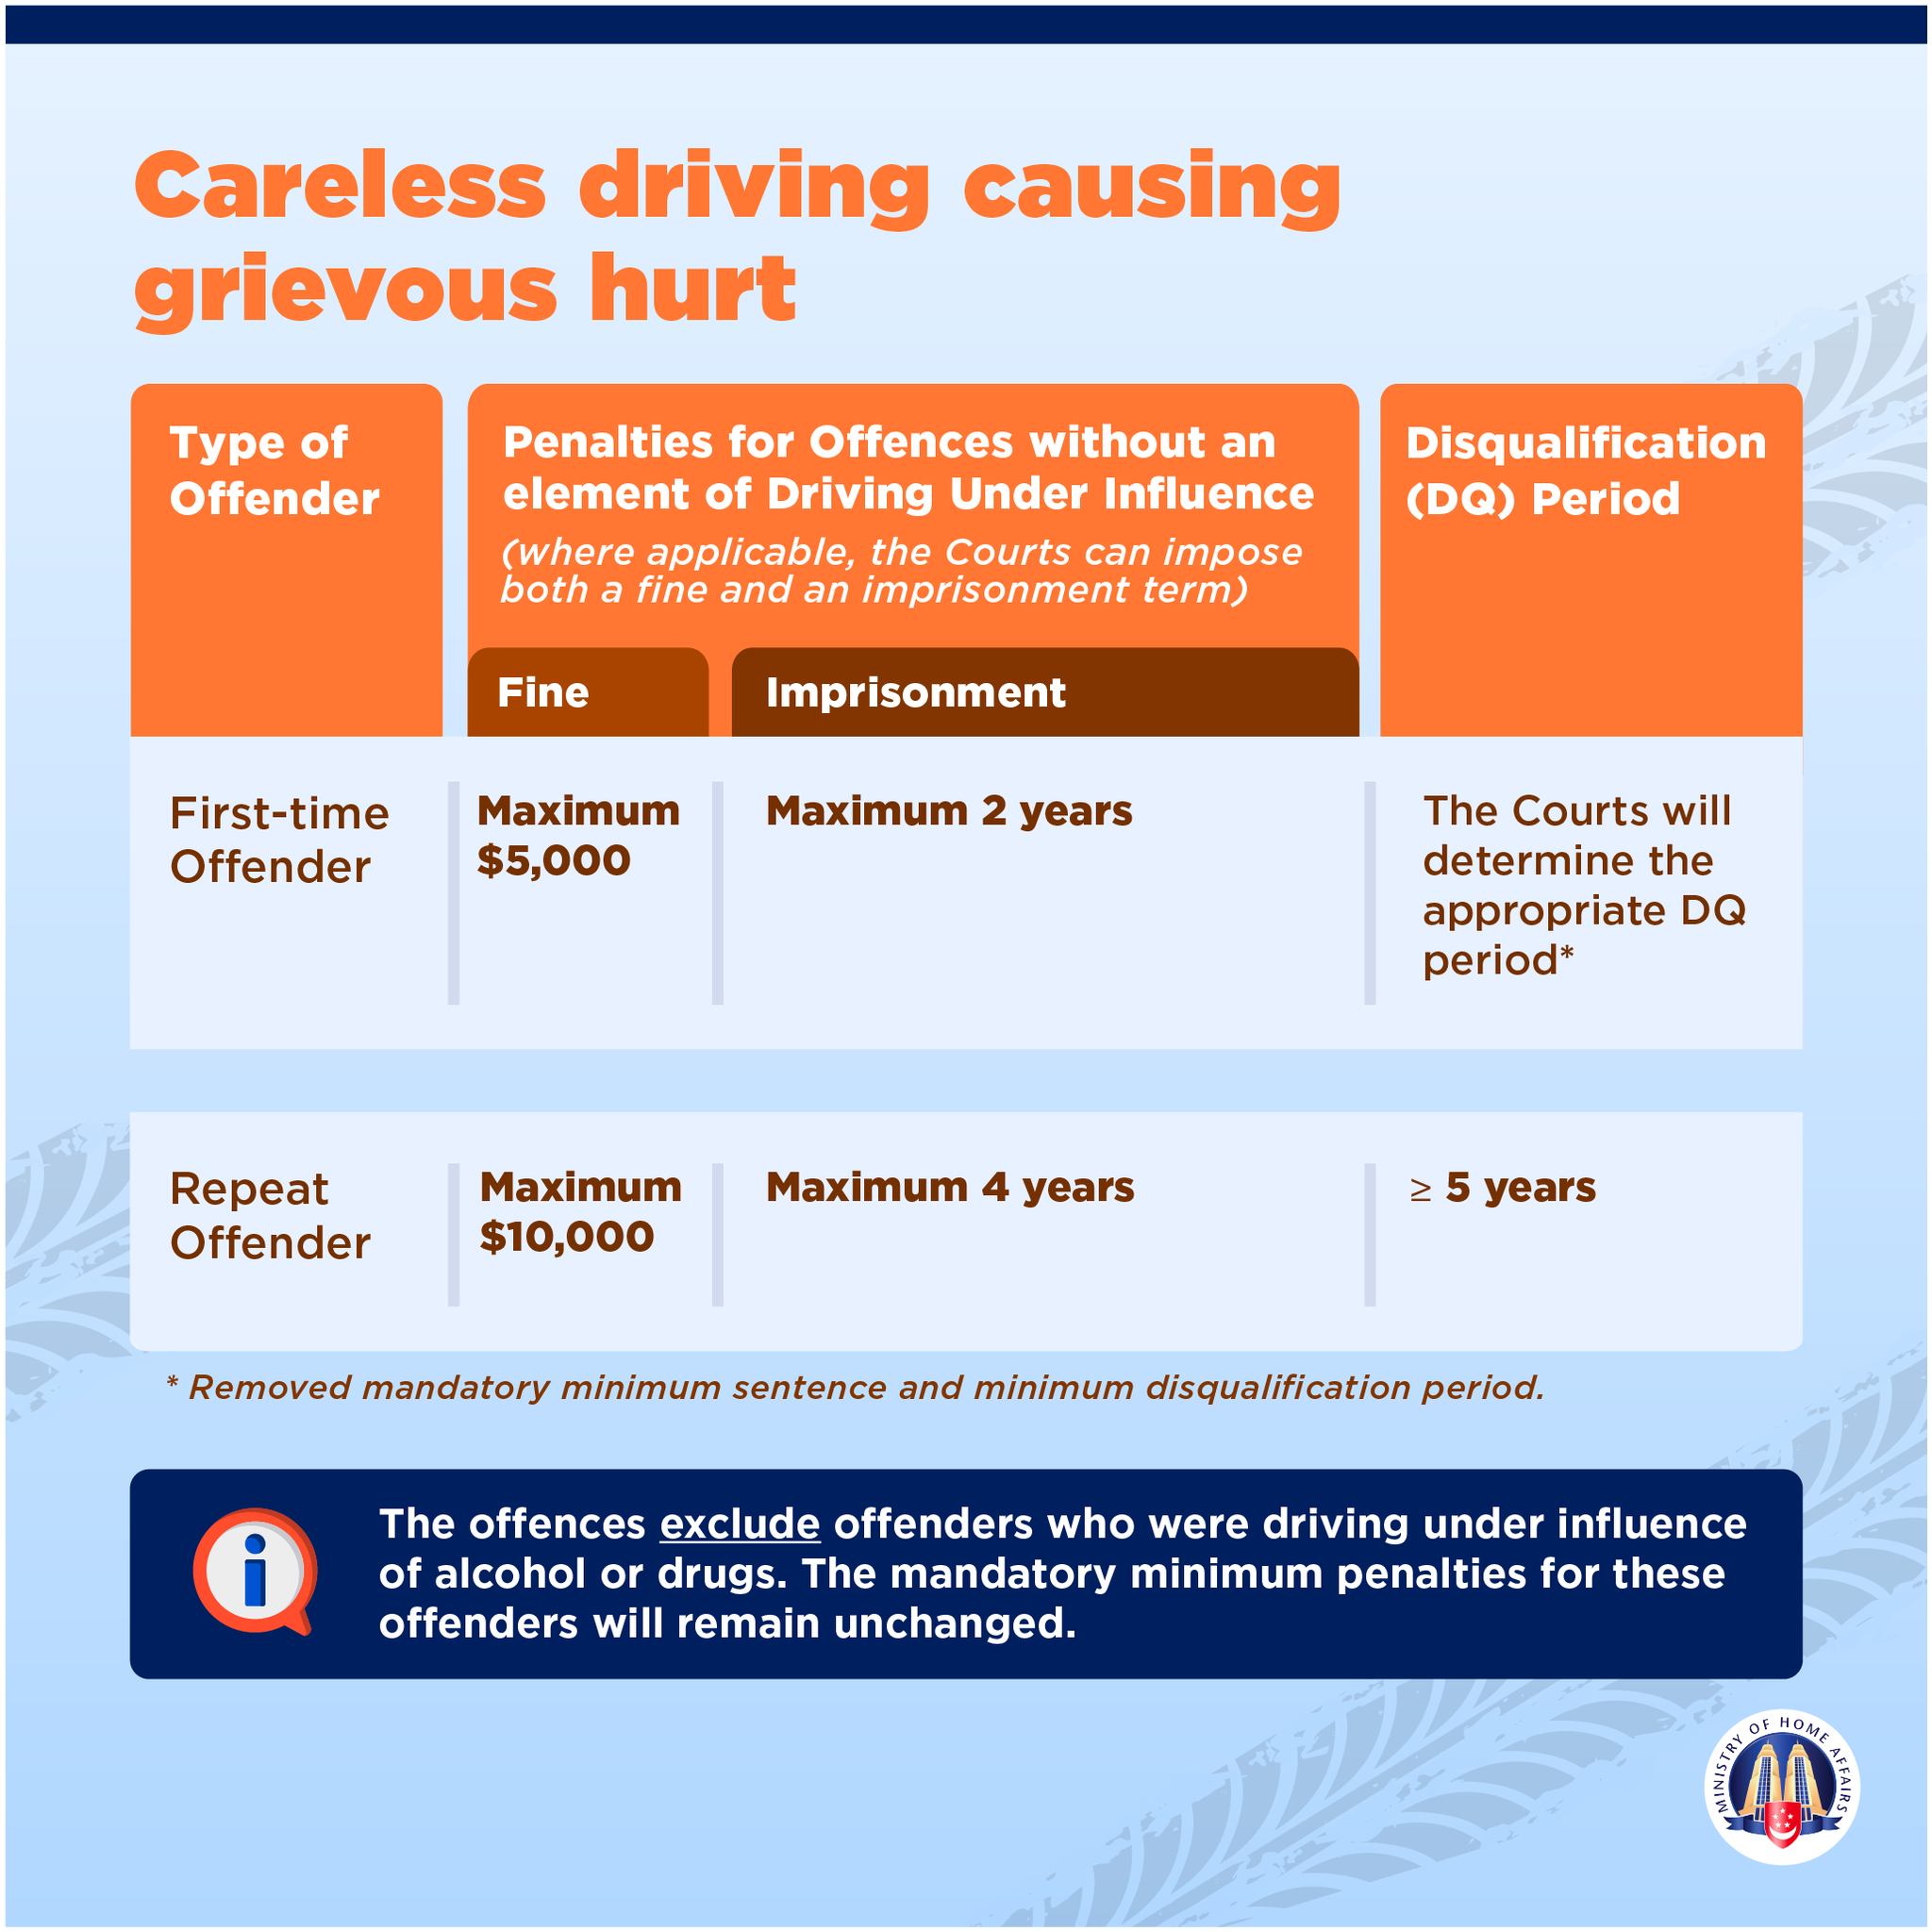 Careless driving causing
grievous hurt
Type of
Offender
Penalties for Offences without an
element of Driving Under Influence
(where applicable, the Courts can impose
both a fine and an imprisonment term)
Disqualification
(DQ) Period
Fine
Imprisonment
First-time
Offender
Maximum
$5,000
Maximum 2 years
The Courts will
determine the
appropriate DQ
period*
Repeat
Offender
Maximum
$10,000
Maximum 4 years
≥ 5 years
* Removed mandatory minimum sentence and minimum disqualification period.
The offences exclude offenders who were driving under influence
of alcohol or drugs. The mandatory minimum penalties for these
offenders will remain unchanged.
MINISTRY OF HOME AFFAIRS